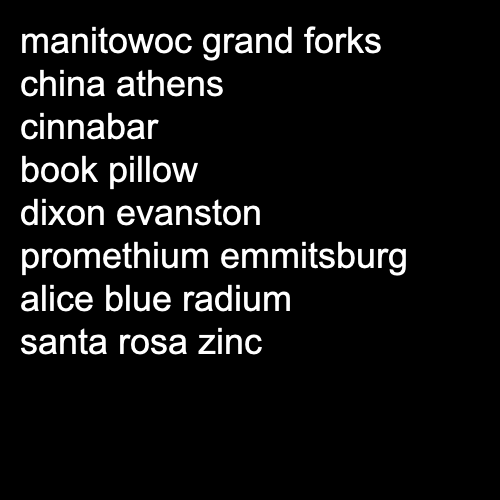 manitowoc grand forks
china athens
cinnabar
book pillow
dixon evanston
promethium emmitsburg
alice blue radium
santa rosa zinc